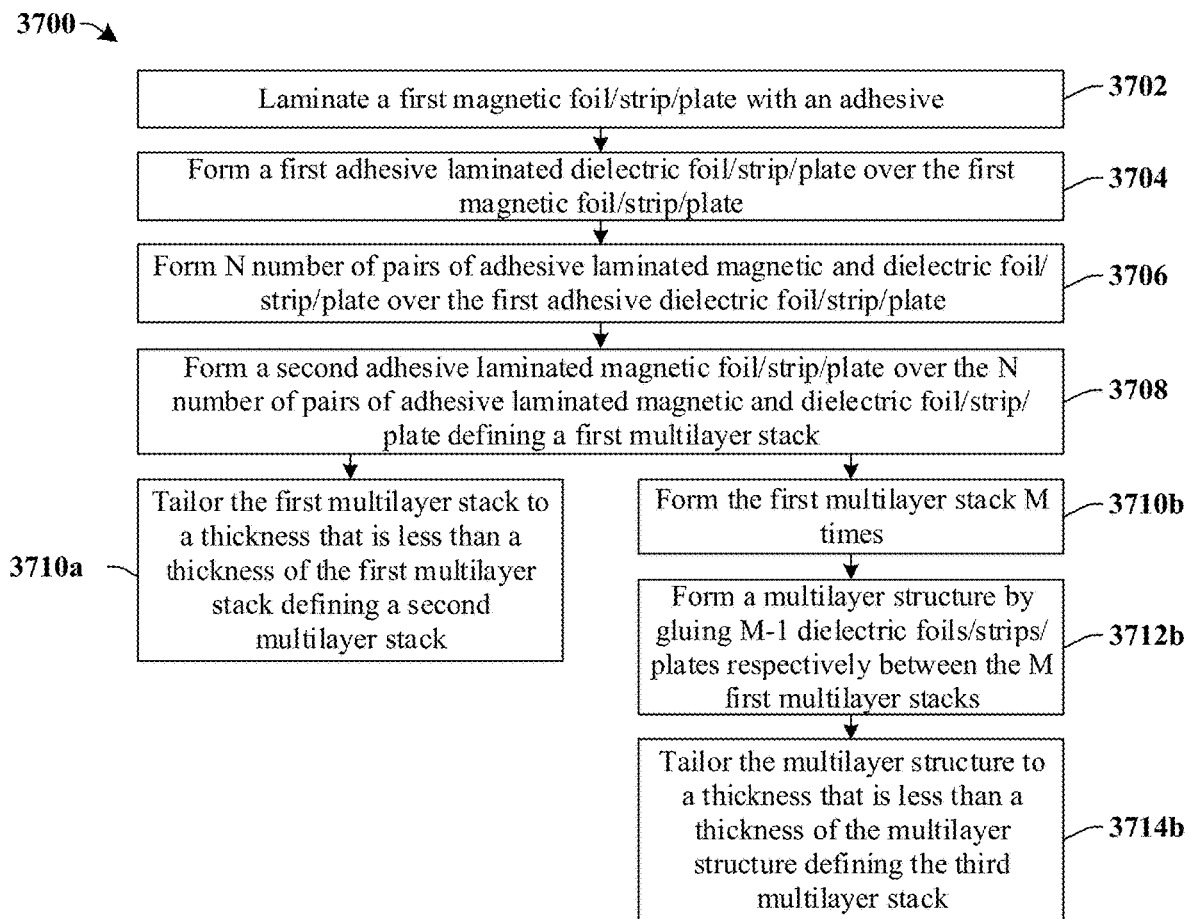 3700
Laminate a first magnetic foil/strip/plate with an adhesive
3702
Form a first adhesive laminated dielectric foil/strip/plate over the first
magnetic foil/strip/plate
3704
Form N number of pairs of adhesive laminated magnetic and dielectric foil/
strip/plate over the first adhesive dielectric foil/strip/plate
3706
Form a second adhesive laminated magnetic foil/strip/plate over the N
number of pairs of adhesive laminated magnetic and dielectric foil/strip/
plate defining a first multilayer stack
3708
Tailor the first multilayer stack to
a thickness that is less than a
thickness of the first multilayer
stack defining a second
multilayer stack
3710a
Form the first multilayer stack M
times
3710b
Form a multilayer structure by
gluing M-1 dielectric foils/strips/
plates respectively between the M
first multilayer stacks
3712b
Tailor the multilayer structure to
a thickness that is less than a
thickness of the multilayer
structure defining the third
multilayer stack
3714b